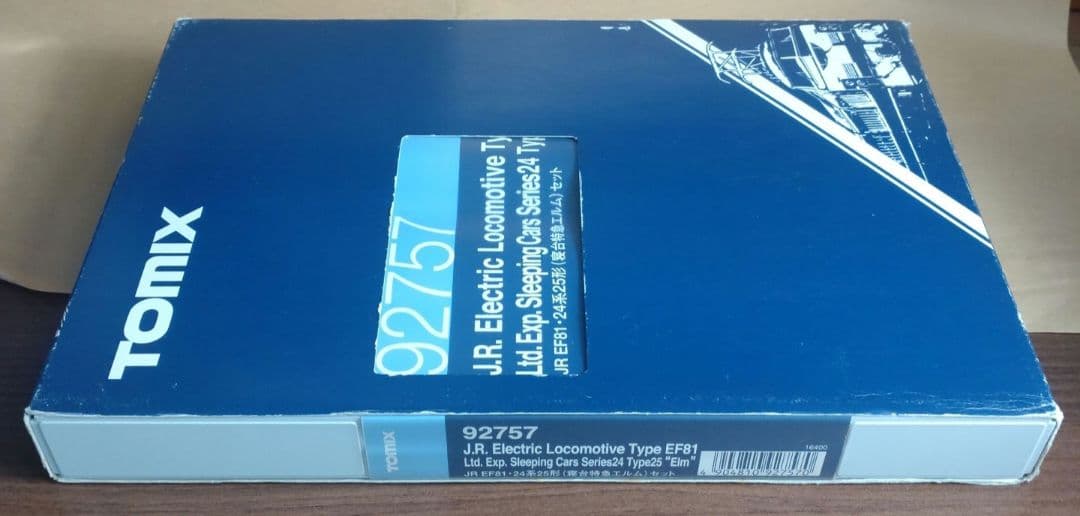 TOMIX
92757
J.R. Electric Locomotive Ty
Ltd. Exp. Sleeping Cars Series24 Typ
JR EF81・24系25形(寝台特急エルム)セット
TOMIX
92757
J.R. Electric Locomotive Type EF81
Ltd. Exp. Sleeping Cars Series24 Type25 "Elm"
JR EF81・24系25形(寝台特急エルム)セット
16400
4 904810 927570